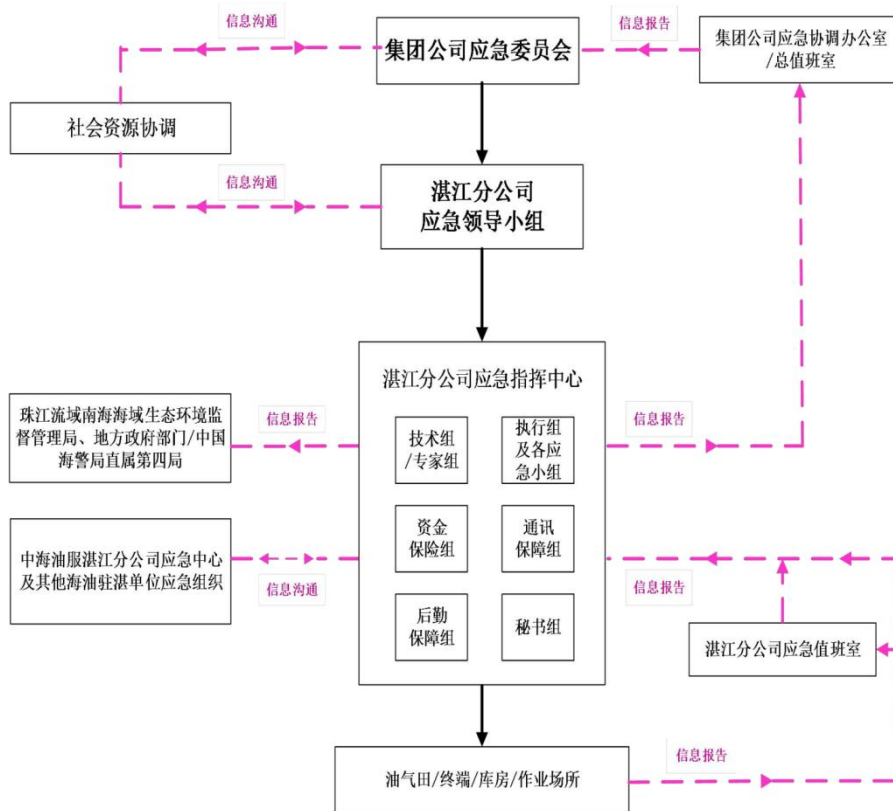 信息沟通
集团公司应急委员会
信息报告
集团公司应急协调办公室
/总值班室
社会资源协调
信息沟通
湛江分公司
应急领导小组
湛江分公司应急指挥中心
珠江流域南海海域生态环境监
督管理局、地方政府部门/中国
海警局直属第四局
信息报告
技术组
/专家组
执行组
及各应
急小组
信息报告
中海油服湛江分公司应急中心
及其他海油驻湛单位应急组织
信息沟通
资金
保险组
通讯
保障组
信息报告
后勤
保障组
秘书组
湛江分公司应急值班室
油气田/终端/库房/作业场所
信息报告